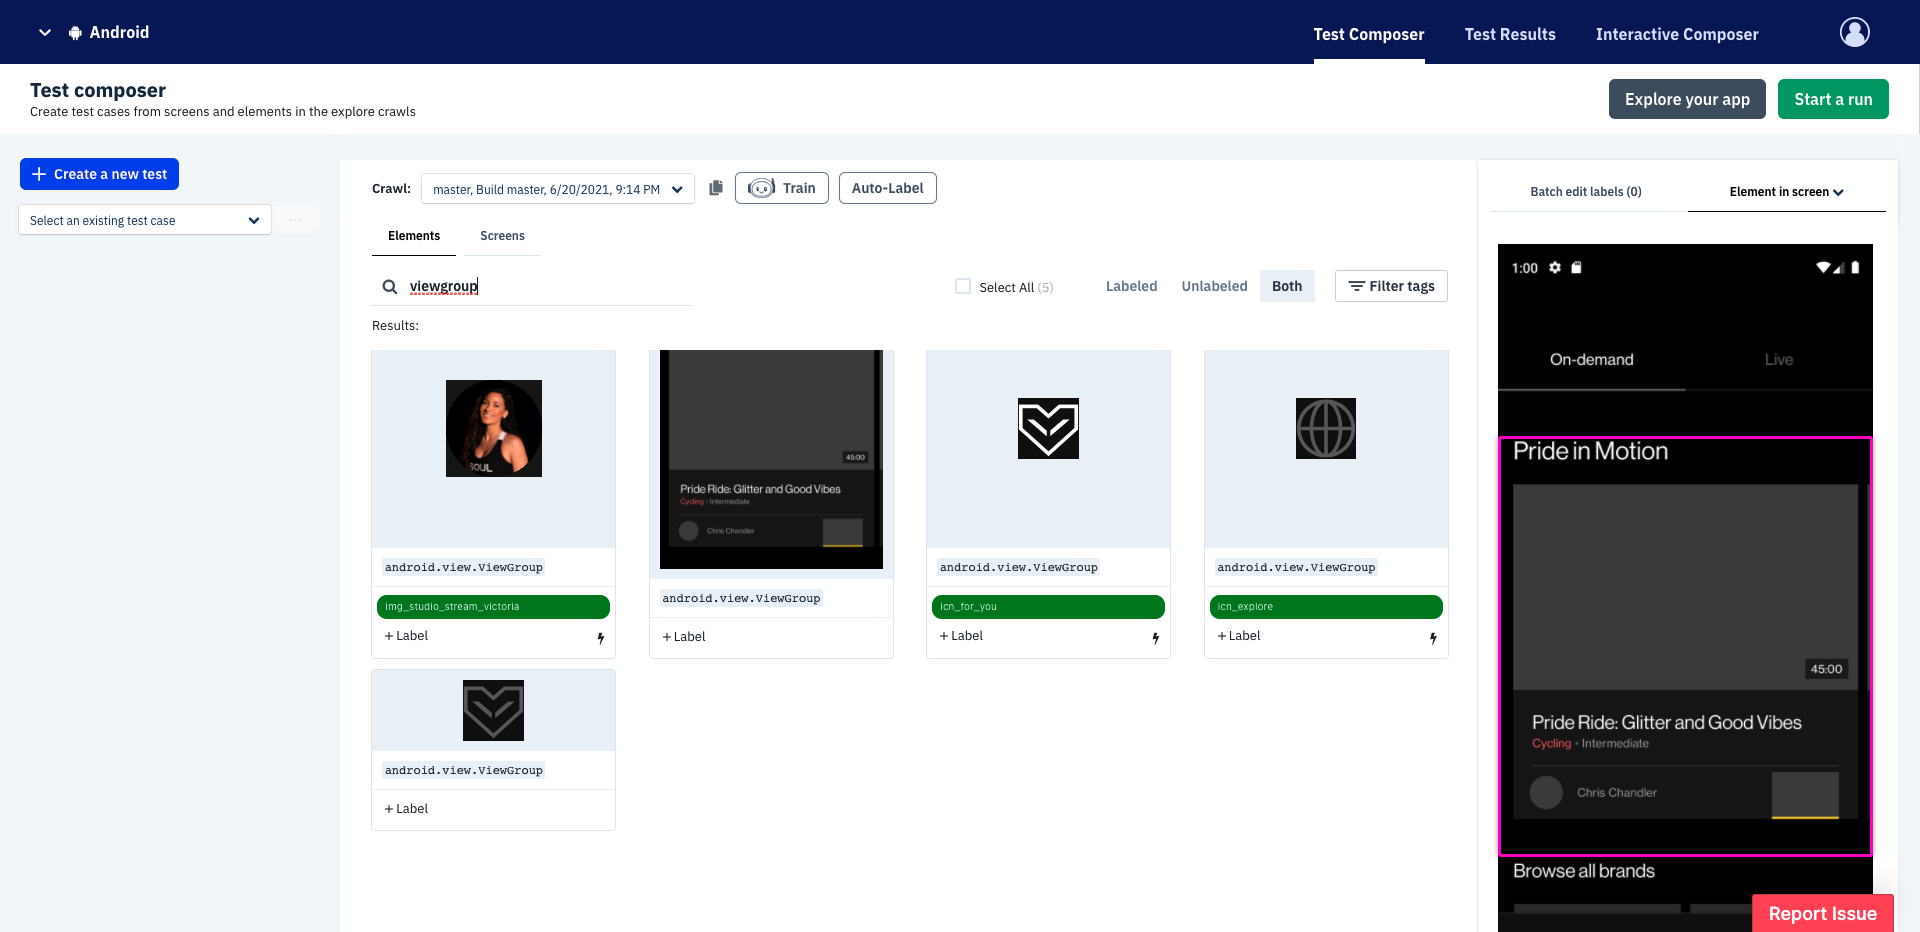 Android
Test Composer
Test Results
Interactive Composer
Test composer
Create test cases from screens and elements in the explore crawls
Explore your app
Start a run
+ Create a new test
Select an existing test case
Crawl:
master, Build master, 6/20/2021, 9:14 PM
Train
Auto-Label
Elements
Screens
viewgroup
Select All (5)
Labeled
Unlabeled
Both
Filter tags
Results:
SOUL
android.view.ViewGroup
img_studio_stream_victoria
+ Label
45:00
Pride Ride: Glitter and Good Vibes
Cycling • Intermediate
Chris Chandler
android.view.ViewGroup
+ Label
android.view.ViewGroup
icn_for_you
+ Label
android.view.ViewGroup
icn_explore
+ Label
android.view.ViewGroup
+ Label
Batch edit labels (0)
Element in screen
1:00
On-demand
Live
Pride in Motion
45:00
Pride Ride: Glitter and Good Vibes
Cycling • Intermediate
Chris Chandler
Browse all brands
Report Issue